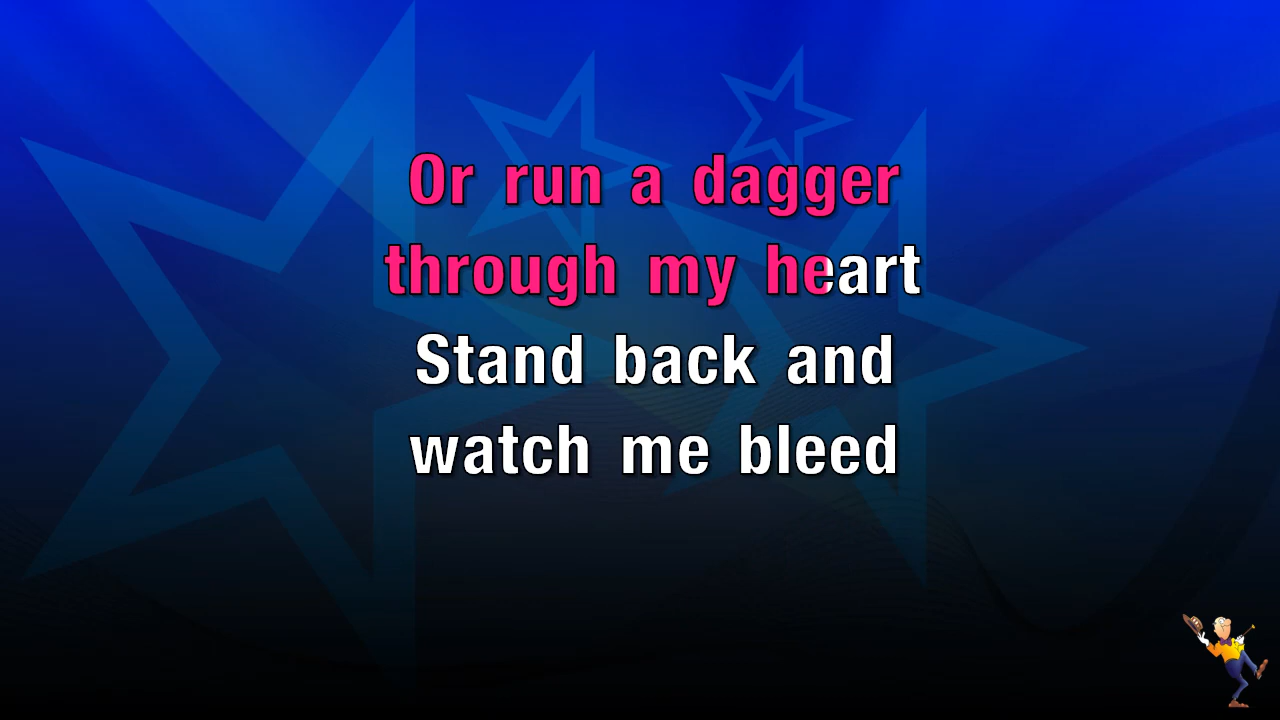 Or run a dagger
through my heart
Stand back and
watch me bleed